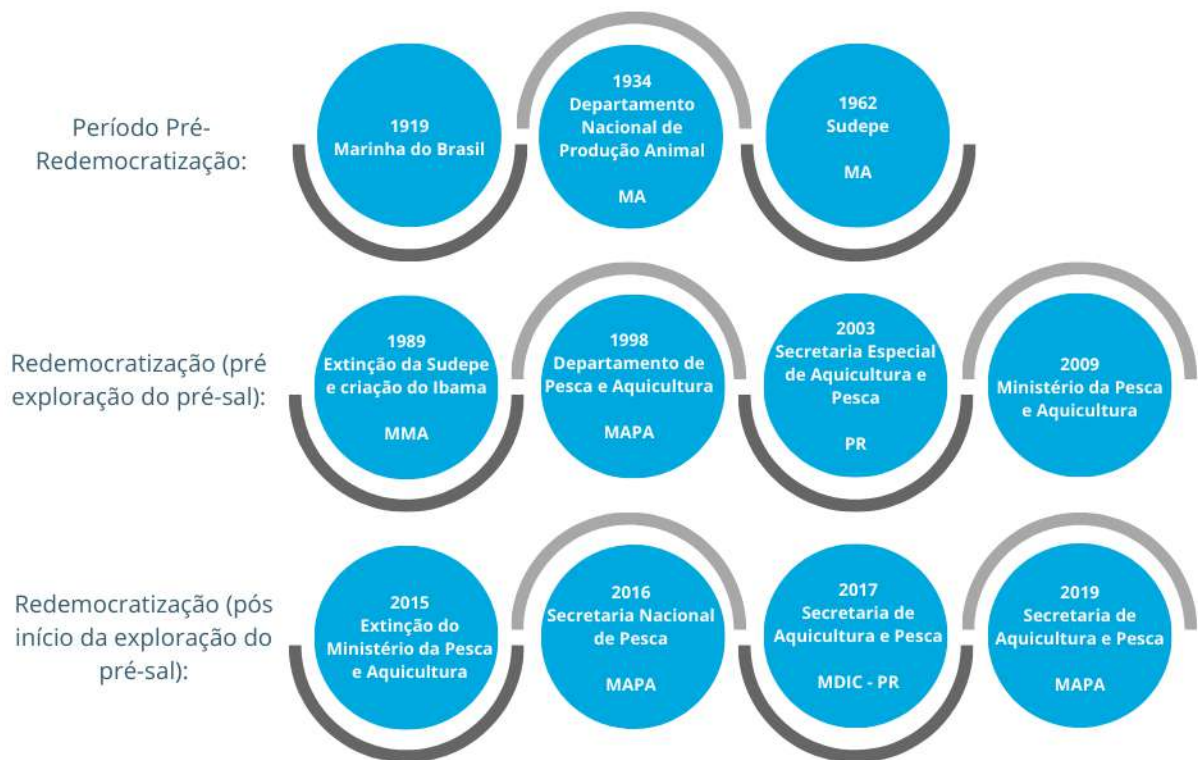 Período Pré-
Redemocratização:
1919
Marinha do Brasil
1934
Departamento
Nacional de
Produção Animal
MA
1962
Sudepe
MA
Redemocratização (pré
exploração do pré-sal):
1989
Extinção da Sudepe
e criação do Ibama
MMA
1998
Departamento de
Pesca e Aquicultura
MAPA
2003
Secretaria Especial
de Aquicultura e
Pesca
PR
2009
Ministério da Pesca
e Aquicultura
Redemocratização (pós
início da exploração do
pré-sal):
2015
Extinção do
Ministério da Pesca
e Aquicultura
2016
Secretaria Nacional
de Pesca
MAPA
2017
Secretaria de
Aquicultura e Pesca
MDIC - PR
2019
Secretaria de
Aquicultura e Pesca
MAPA